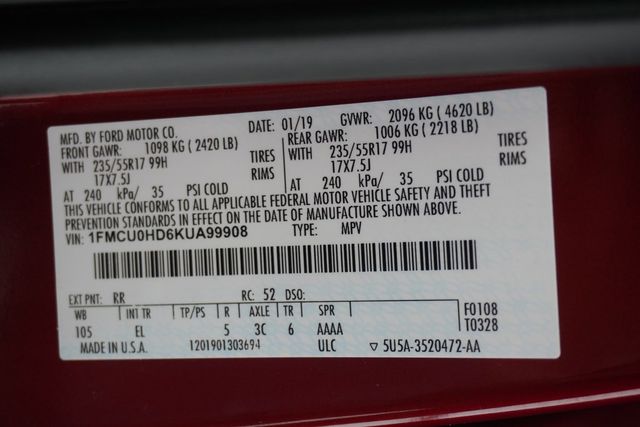 MFD. BY FORD MOTOR CO. DATE: 01/19 GVWR: 2096 KG ( 4620 LB)
FRONT GAWR: 1098 KG ( 2420 LB) REAR GAWR: 1006 KG ( 2218 LB)
WITH 235/55R17 99H TIRES WITH 235/55R17 99H TIRES
17X7.5J RIMS 17X7.5J RIMS
AT 240 kPa/ 35 PSI COLD AT 240 kPa/ 35 PSI COLD
THIS VEHICLE CONFORMS TO ALL APPLICABLE FEDERAL MOTOR VEHICLE SAFETY AND THEFT
PREVENTION STANDARDS IN EFFECT ON THE DATE OF MANUFACTURE SHOWN ABOVE.
VIN: 1FMCU0HD6KUA99908 TYPE: MPV
EXT PNT: RR RC: 52 DSO:
WB INT TR TP/PS R AXLE TR SPR F0108
105 EL 5 3C 6 AAAA T0328
MADE IN U.S.A. 1201901303694 ULC ▽ 5U5A-3520472-AA